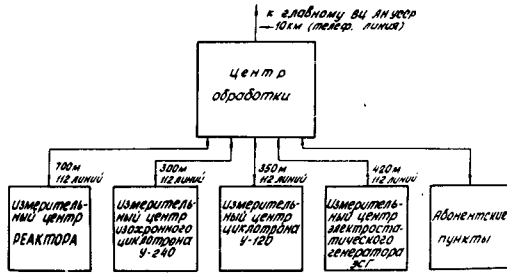 к главному ВЦ АН УССР
10км (телеф. линия)
центр
обработки
700м
112 линий
300м
112 линий
350м
112 линий
420м
112 линий
измеритель-
ный центр
РЕАКТОРА
измеритель-
ный центр
изохронного
циклотрона
У-240
измеритель-
ный центр
циклотрона
У-120
измеритель-
ный центр
электроста-
тического
генератора
ЭСГ
Абонентские
пункты